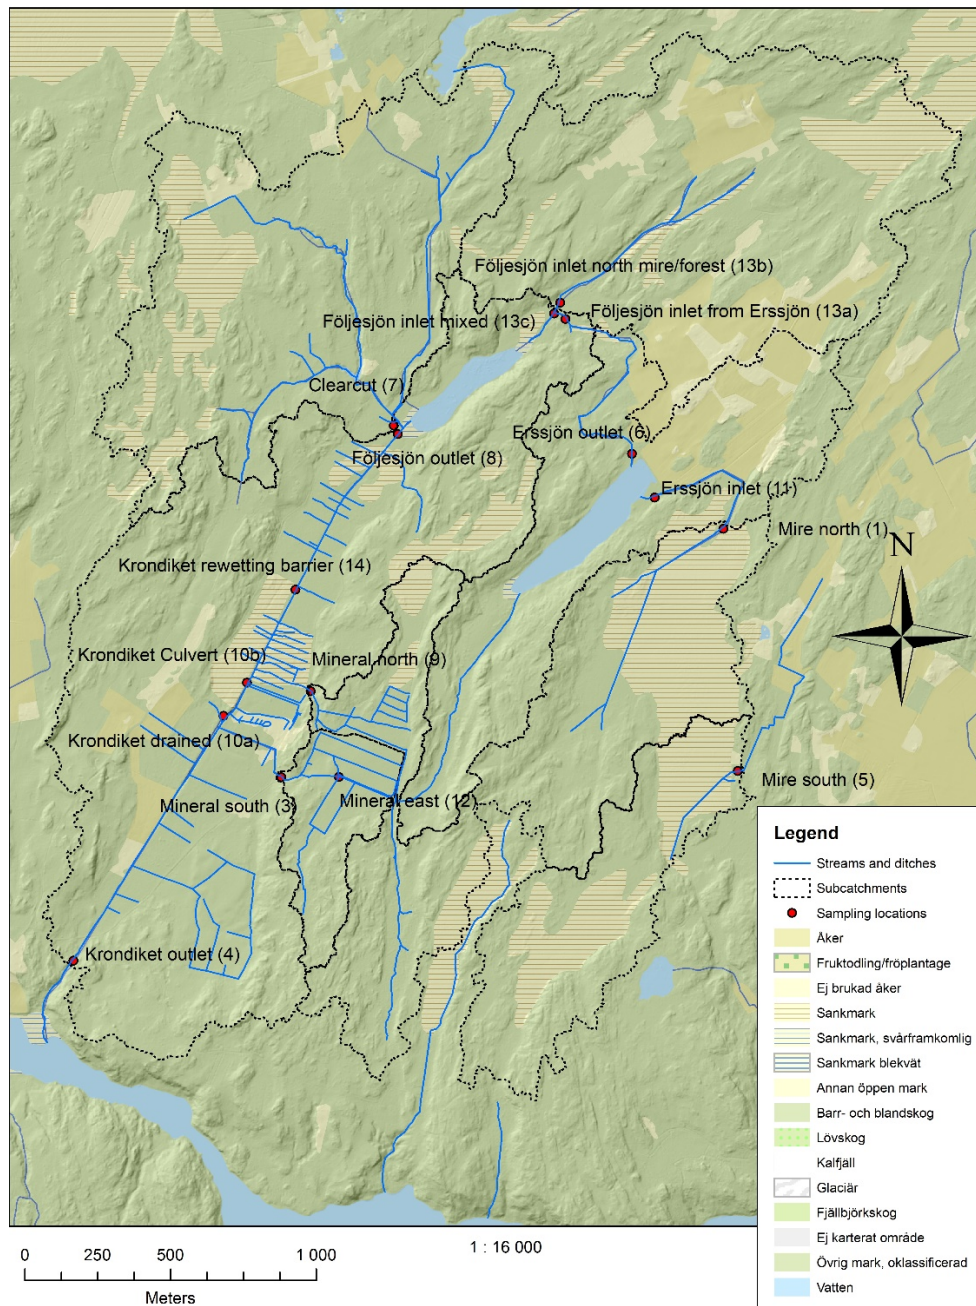 Följesjön inlet north mire/forest (13b)
Följesjön inlet from Erssjön (13a)
Följesjön inlet mixed (13c)
Clearcut (7)
Erssjön outlet (6)
Följesjön outlet (8)
Erssjön inlet (11)
Mire north (1)
N
Krondiket rewetting barrier (14)
Krondiket Culvert (10b)
Mineral north (9)
Krondiket drained (10a)
Mire south (5)
Mineral south (3)
Mineral east (12)
Krondiket outlet (4)
Legend
Streams and ditches
Subcatchments
Sampling locations
Åker
Fruktodling/fröplantage
Ej brukad åker
Sankmark
Sankmark, svårframkomlig
Sankmark blekvät
Annan öppen mark
Barr- och blandskog
Lövskog
Kalfjäll
Glaciär
Fjällbjörkskog
Ej karterat område
Övrig mark, oklassificerad
Vatten
0 250 500 1 000
Meters
1 : 16 000